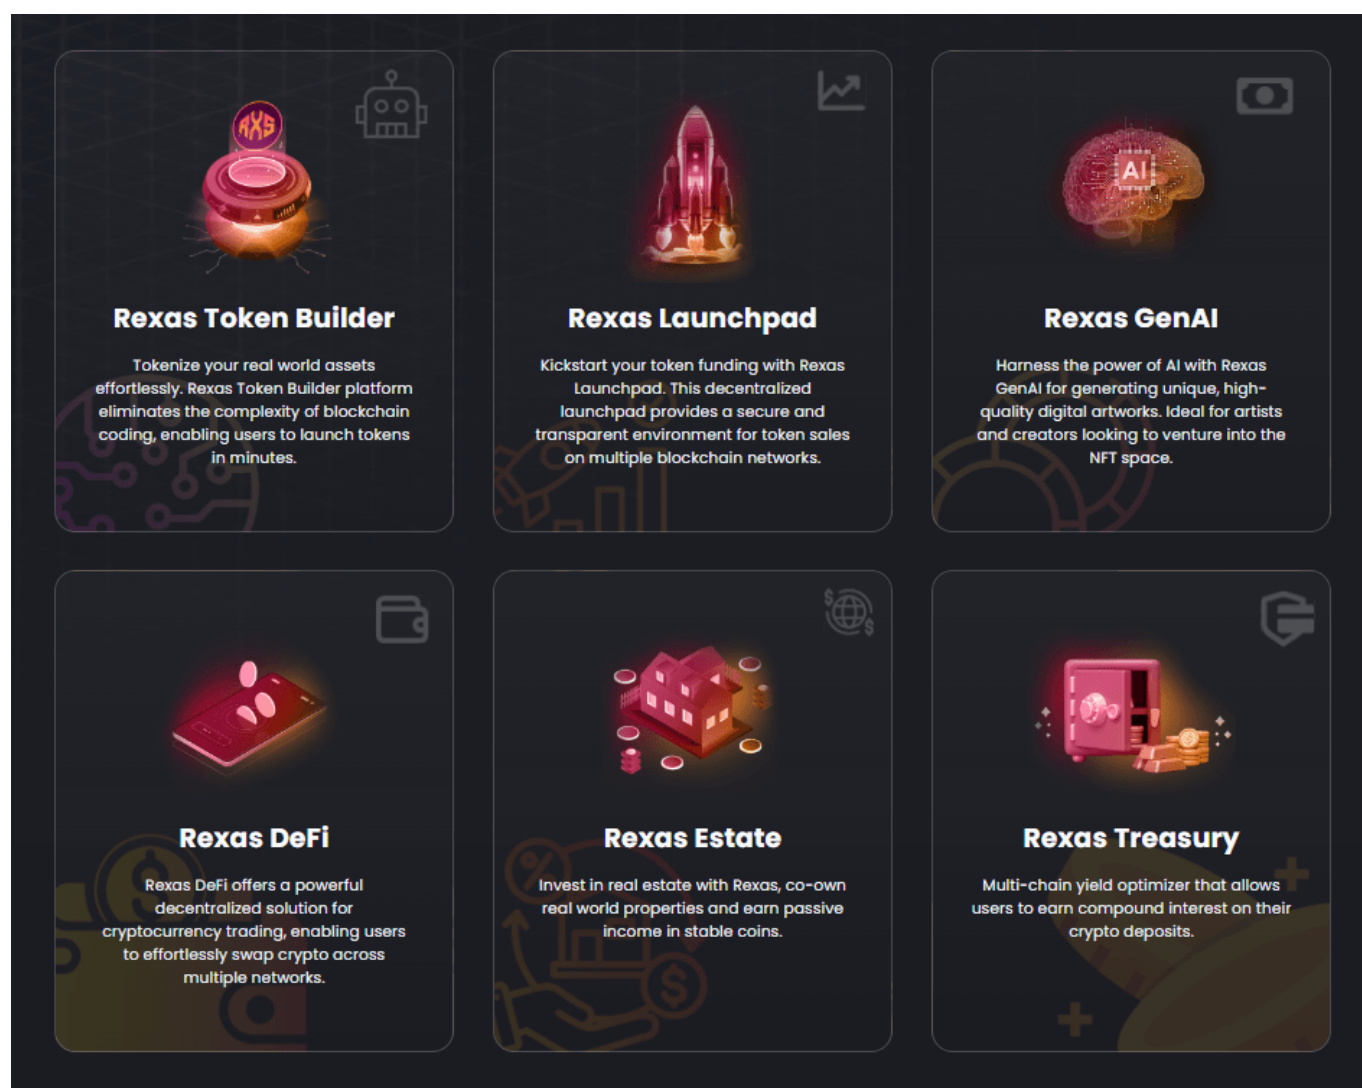 RXS
Rexas Token Builder
Tokenize your real world assets
effortlessly. Rexas Token Builder platform
eliminates the complexity of blockchain
coding, enabling users to launch tokens
in minutes.
Rexas Launchpad
Kickstart your token funding with Rexas
Launchpad. This decentralized
launchpad provides a secure and
transparent environment for token sales
on multiple blockchain networks.
AI
Rexas GenAI
Harness the power of AI with Rexas
GenAI for generating unique, high-
quality digital artworks. Ideal for artists
and creators looking to venture into the
NFT space.
Rexas DeFi
Rexas DeFi offers a powerful
decentralized solution for
cryptocurrency trading, enabling users
to effortlessly swap crypto across
multiple networks.
Rexas Estate
Invest in real estate with Rexas, co-own
real world properties and earn passive
income in stable coins.
Rexas Treasury
Multi-chain yield optimizer that allows
users to earn compound interest on their
crypto deposits.